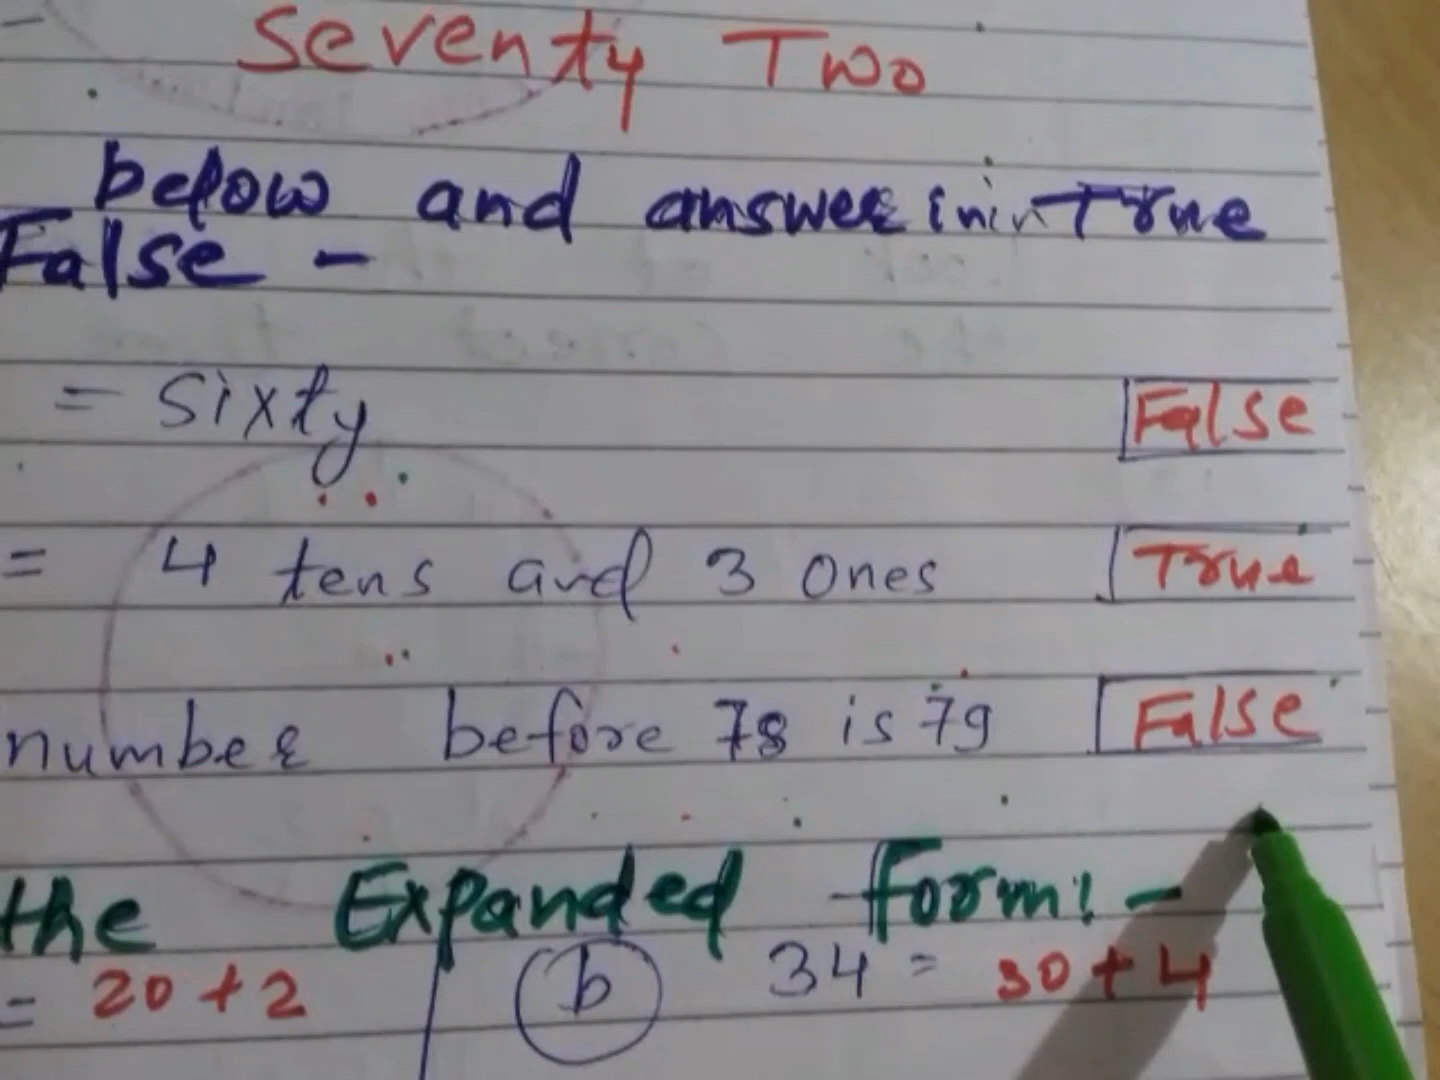 Seventy Two
below and answer in in True
False -
= Sixty False
= 4 tens and 3 Ones True
number before 78 is 79 False
the Expanded form: -
= 20 + 2 b 34 = 30 + 4